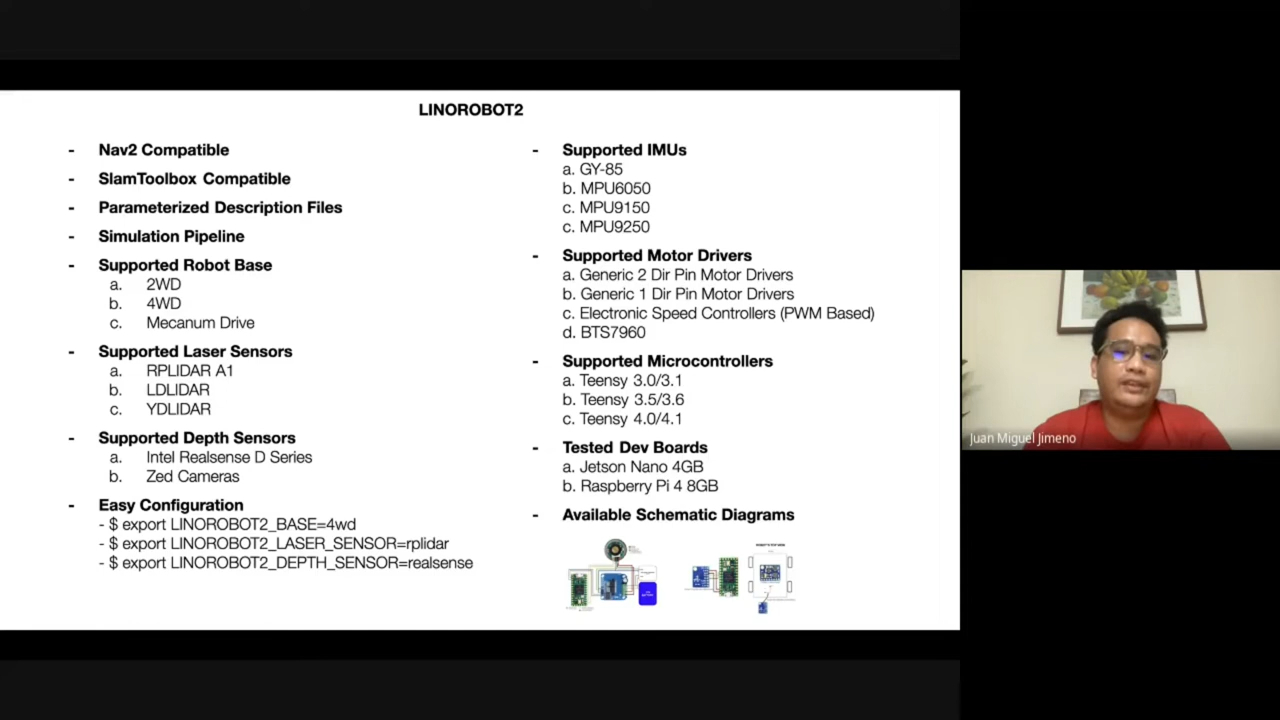 LINOROBOT2
- Nav2 Compatible
- SlamToolbox Compatible
- Parameterized Description Files
- Simulation Pipeline
- Supported Robot Base
a. 2WD
b. 4WD
c. Mecanum Drive
- Supported Laser Sensors
a. RPLIDAR A1
b. LDLIDAR
c. YDLIDAR
- Supported Depth Sensors
a. Intel Realsense D Series
b. Zed Cameras
- Easy Configuration
- $ export LINOROBOT2_BASE=4wd
- $ export LINOROBOT2_LASER_SENSOR=rplidar
- $ export LINOROBOT2_DEPTH_SENSOR=realsense
- Supported IMUs
a. GY-85
b. MPU6050
c. MPU9150
c. MPU9250
- Supported Motor Drivers
a. Generic 2 Dir Pin Motor Drivers
b. Generic 1 Dir Pin Motor Drivers
c. Electronic Speed Controllers (PWM Based)
d. BTS7960
- Supported Microcontrollers
a. Teensy 3.0/3.1
b. Teensy 3.5/3.6
c. Teensy 4.0/4.1
- Tested Dev Boards
a. Jetson Nano 4GB
b. Raspberry Pi 4 8GB
- Available Schematic Diagrams
Juan Miguel Jimeno